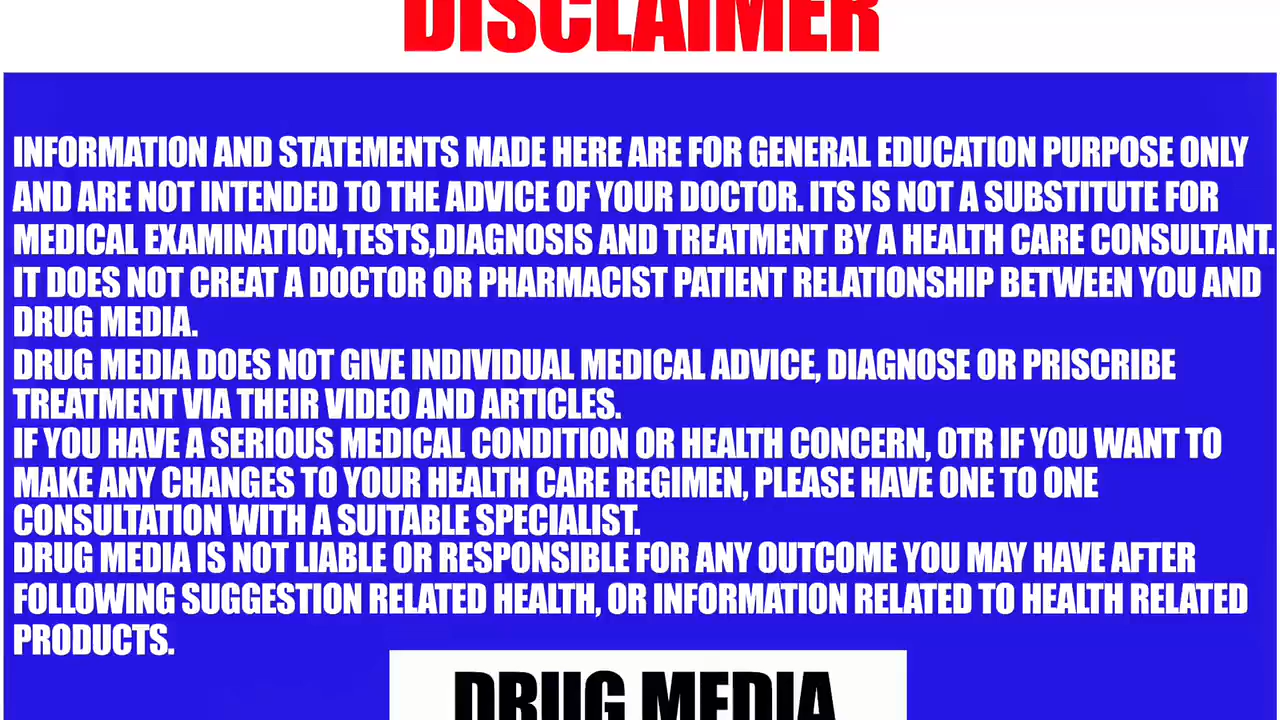 DISCLAIMER
INFORMATION AND STATEMENTS MADE HERE ARE FOR GENERAL EDUCATION PURPOSE ONLY
AND ARE NOT INTENDED TO THE ADVICE OF YOUR DOCTOR. ITS IS NOT A SUBSTITUTE FOR
MEDICAL EXAMINATION,TESTS,DIAGNOSIS AND TREATMENT BY A HEALTH CARE CONSULTANT.
IT DOES NOT CREAT A DOCTOR OR PHARMACIST PATIENT RELATIONSHIP BETWEEN YOU AND
DRUG MEDIA.
DRUG MEDIA DOES NOT GIVE INDIVIDUAL MEDICAL ADVICE, DIAGNOSE OR PRISCRIBE
TREATMENT VIA THEIR VIDEO AND ARTICLES.
IF YOU HAVE A SERIOUS MEDICAL CONDITION OR HEALTH CONCERN, OTR IF YOU WANT TO
MAKE ANY CHANGES TO YOUR HEALTH CARE REGIMEN, PLEASE HAVE ONE TO ONE
CONSULTATION WITH A SUITABLE SPECIALIST.
DRUG MEDIA IS NOT LIABLE OR RESPONSIBLE FOR ANY OUTCOME YOU MAY HAVE AFTER
FOLLOWING SUGGESTION RELATED HEALTH, OR INFORMATION RELATED TO HEALTH RELATED
PRODUCTS.
DRUG MEDIA